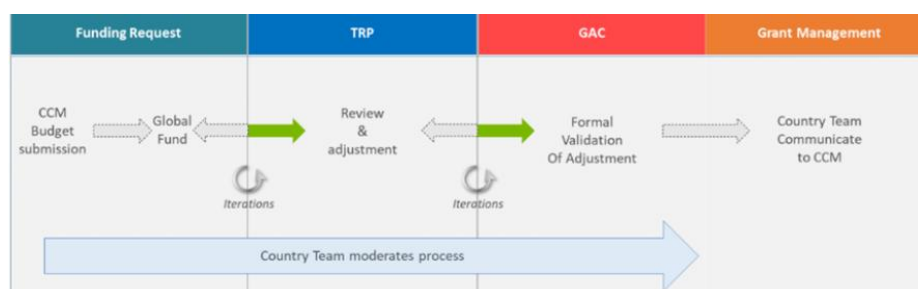 Funding Request
TRP
GAC
Grant Management
CCM
Budget
submission
Global
Fund
Review
&
adjustment
Formal
Validation
Of Adjustment
Country Team
Communicate
to CCM
Iterations
Iterations
Country Team moderates process